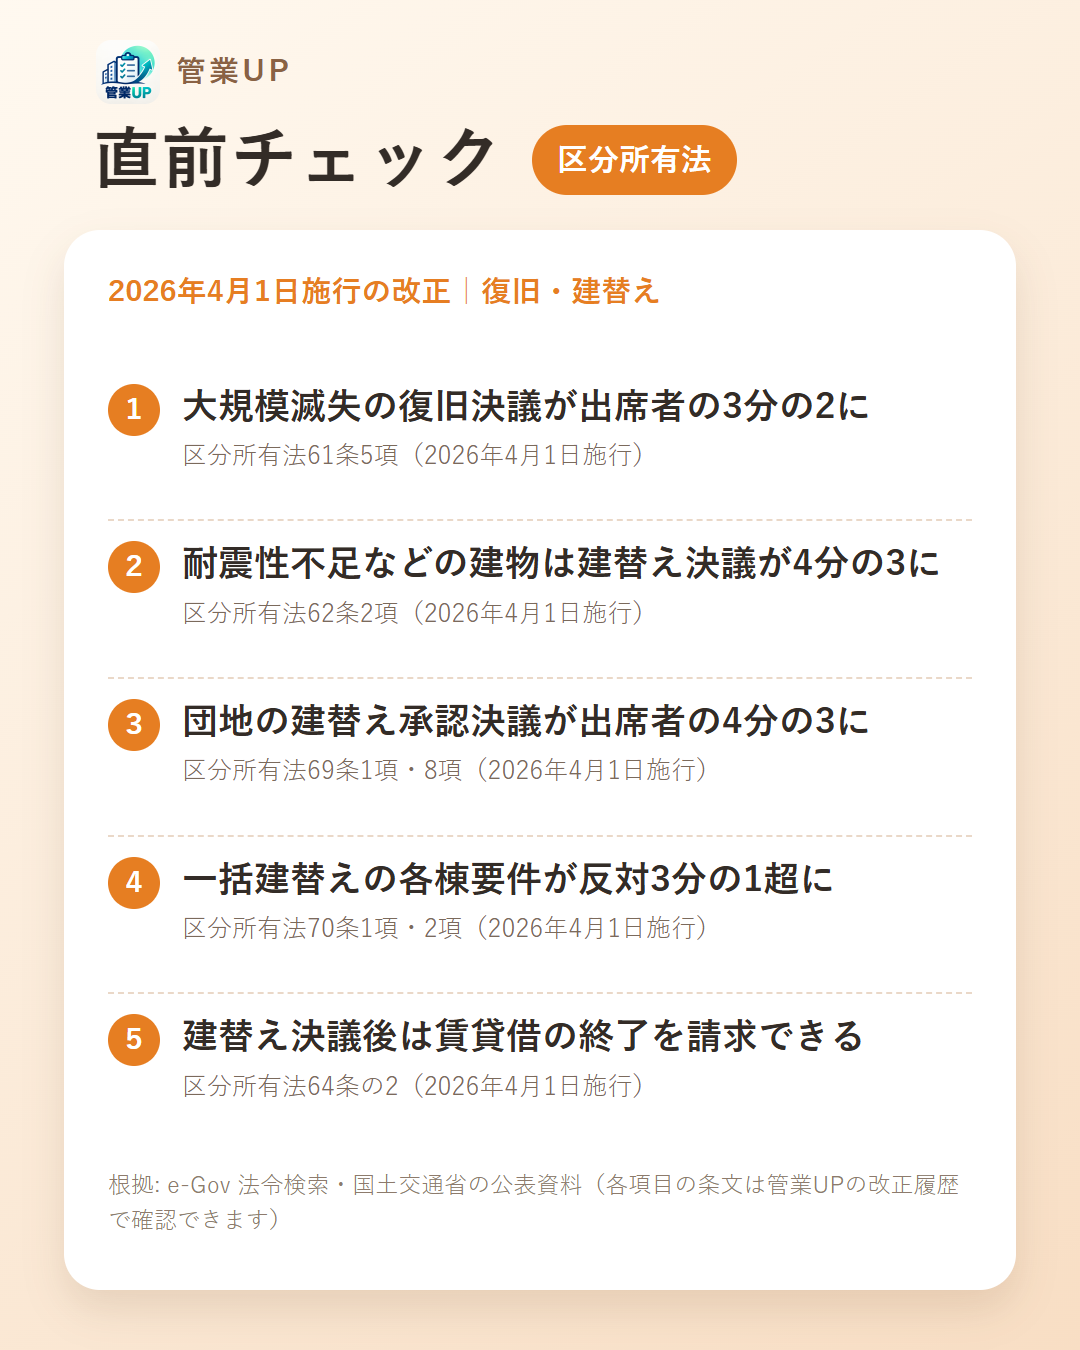 管業UP
管業UP
直前チェック
区分所有法
2026年4月1日施行の改正｜復旧・建替え
1
大規模滅失の復旧決議が出席者の3分の2に
区分所有法61条5項（2026年4月1日施行）
2
耐震性不足などの建物は建替え決議が4分の3に
区分所有法62条2項（2026年4月1日施行）
3
団地の建替え承認決議が出席者の4分の3に
区分所有法69条1項・8項（2026年4月1日施行）
4
一括建替えの各棟要件が反対3分の1超に
区分所有法70条1項・2項（2026年4月1日施行）
5
建替え決議後は賃貸借の終了を請求できる
区分所有法64条の2（2026年4月1日施行）
根拠: e-Gov 法令検索・国土交通省の公表資料（各項目の条文は管業UPの改正履歴
で確認できます）